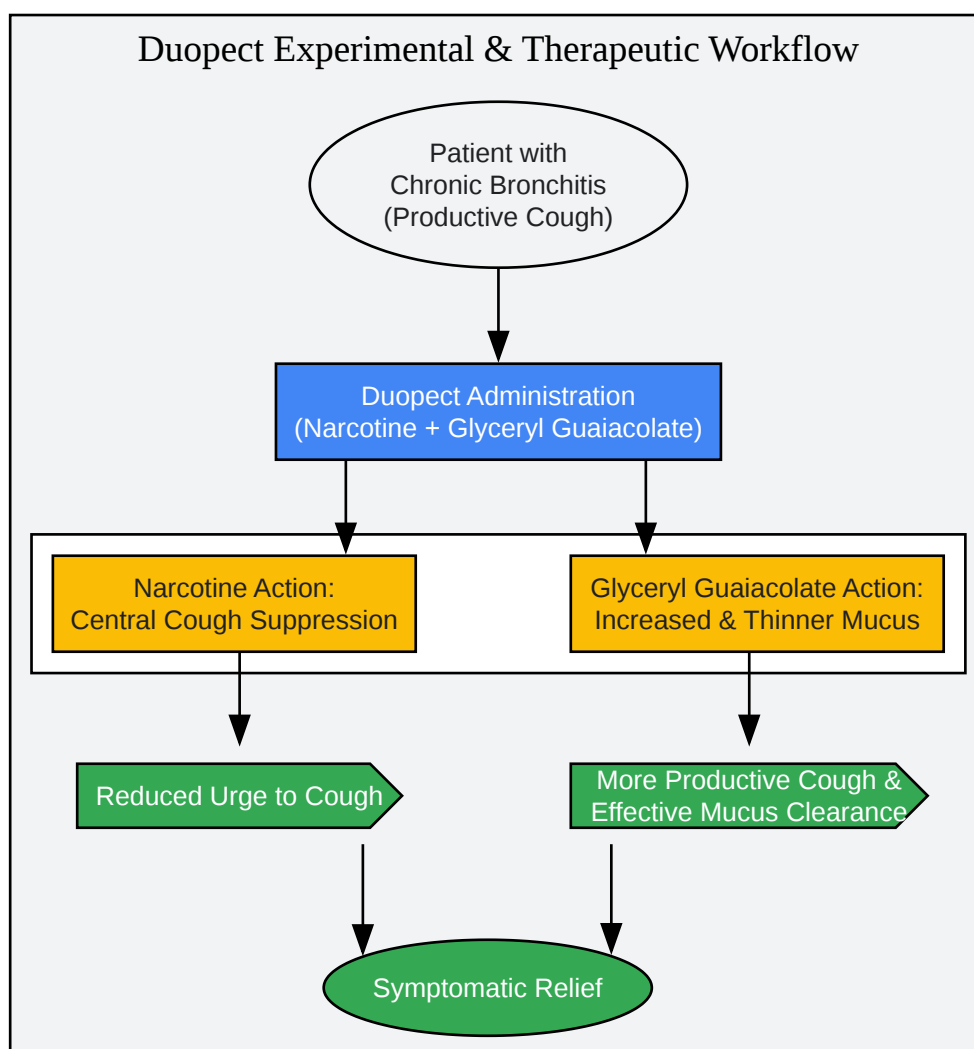 Duopect Experimental & Therapeutic Workflow
Patient with
Chronic Bronchitis
(Productive Cough)
Duopect Administration
(Narcotine + Glyceryl Guaiacolate)
Narcotine Action:
Central Cough Suppression
Glyceryl Guaiacolate Action:
Increased & Thinner Mucus
Reduced Urge to Cough
More Productive Cough &
Effective Mucus Clearance
Symptomatic Relief